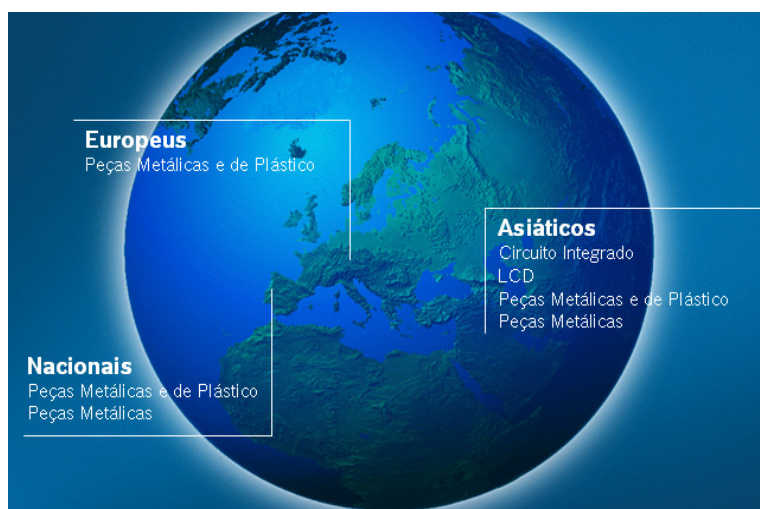 Europeus
Peças Metálicas e de Plástico
Asiáticos
Circuito Integrado
LCD
Peças Metálicas e de Plástico
Peças Metálicas
Nacionais
Peças Metálicas e de Plástico
Peças Metálicas